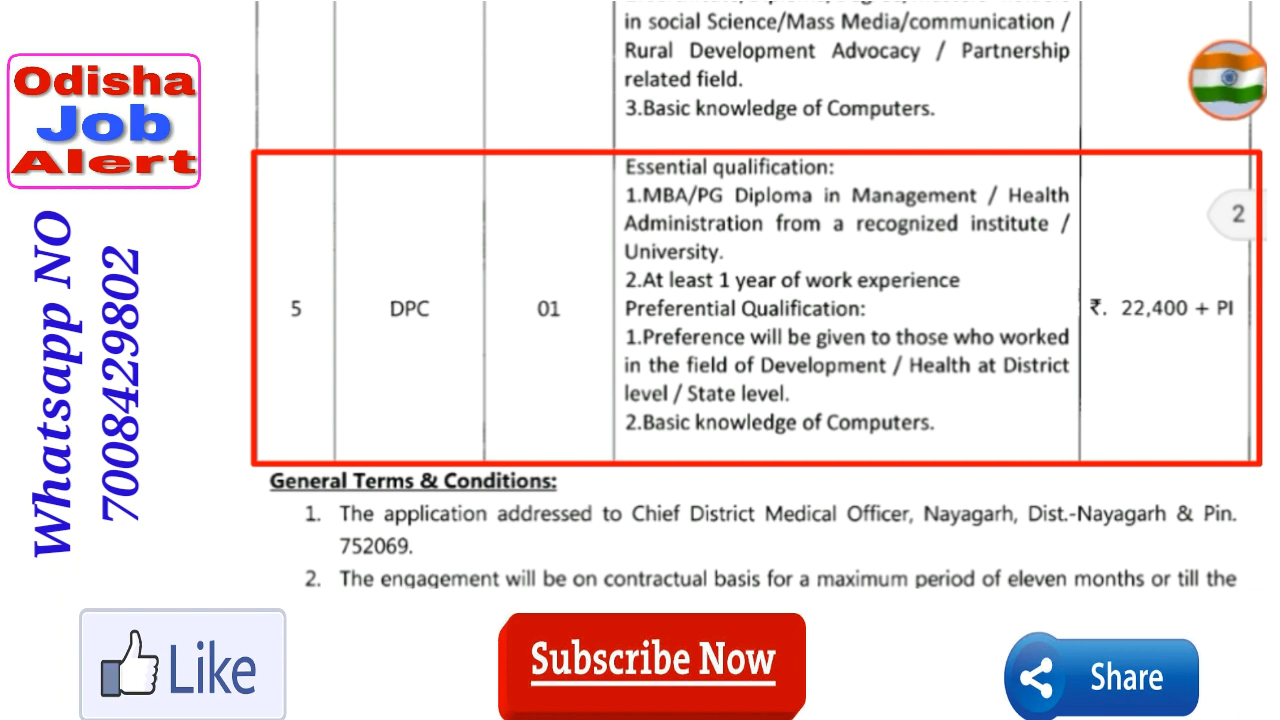 in social Science/Mass Media/communication /
Rural Development Advocacy / Partnership
related field.
3.Basic knowledge of Computers.
Odisha
Job
Alert
Whatsapp NO
7008429802
5
DPC
01
Essential qualification:
1.MBA/PG Diploma in Management / Health
Administration from a recognized institute /
University.
2.At least 1 year of work experience
Preferential Qualification:
1.Preference will be given to those who worked
in the field of Development / Health at District
level / State level.
2.Basic knowledge of Computers.
₹. 22,400 + PI
2
General Terms & Conditions:
1. The application addressed to Chief District Medical Officer, Nayagarh, Dist.-Nayagarh & Pin.
752069.
2. The engagement will be on contractual basis for a maximum period of eleven months or till the
Like
Subscribe Now
Share